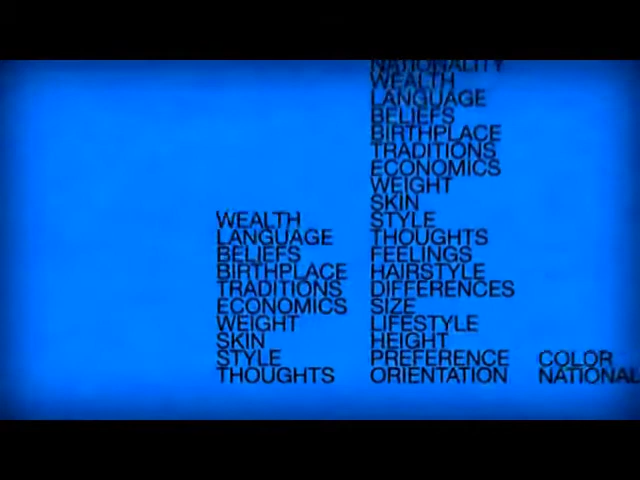 NATIONALITY
WEALTH
LANGUAGE
BELIEFS
BIRTHPLACE
TRADITIONS
ECONOMICS
WEIGHT
SKIN
WEALTH STYLE
LANGUAGE THOUGHTS
BELIEFS FEELINGS
BIRTHPLACE HAIRSTYLE
TRADITIONS DIFFERENCES
ECONOMICS SIZE
WEIGHT LIFESTYLE
SKIN HEIGHT
STYLE PREFERENCE COLOR
THOUGHTS ORIENTATION NATIONAL